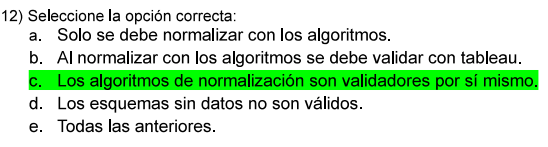 12) Seleccione la opción correcta:
a. Solo se debe normalizar con los algoritmos.
b. Al normalizar con los algoritmos se debe validar con tableau.
c. Los algoritmos de normalización son validadores por sí mismo.
d. Los esquemas sin datos no son válidos.
e. Todas las anteriores.